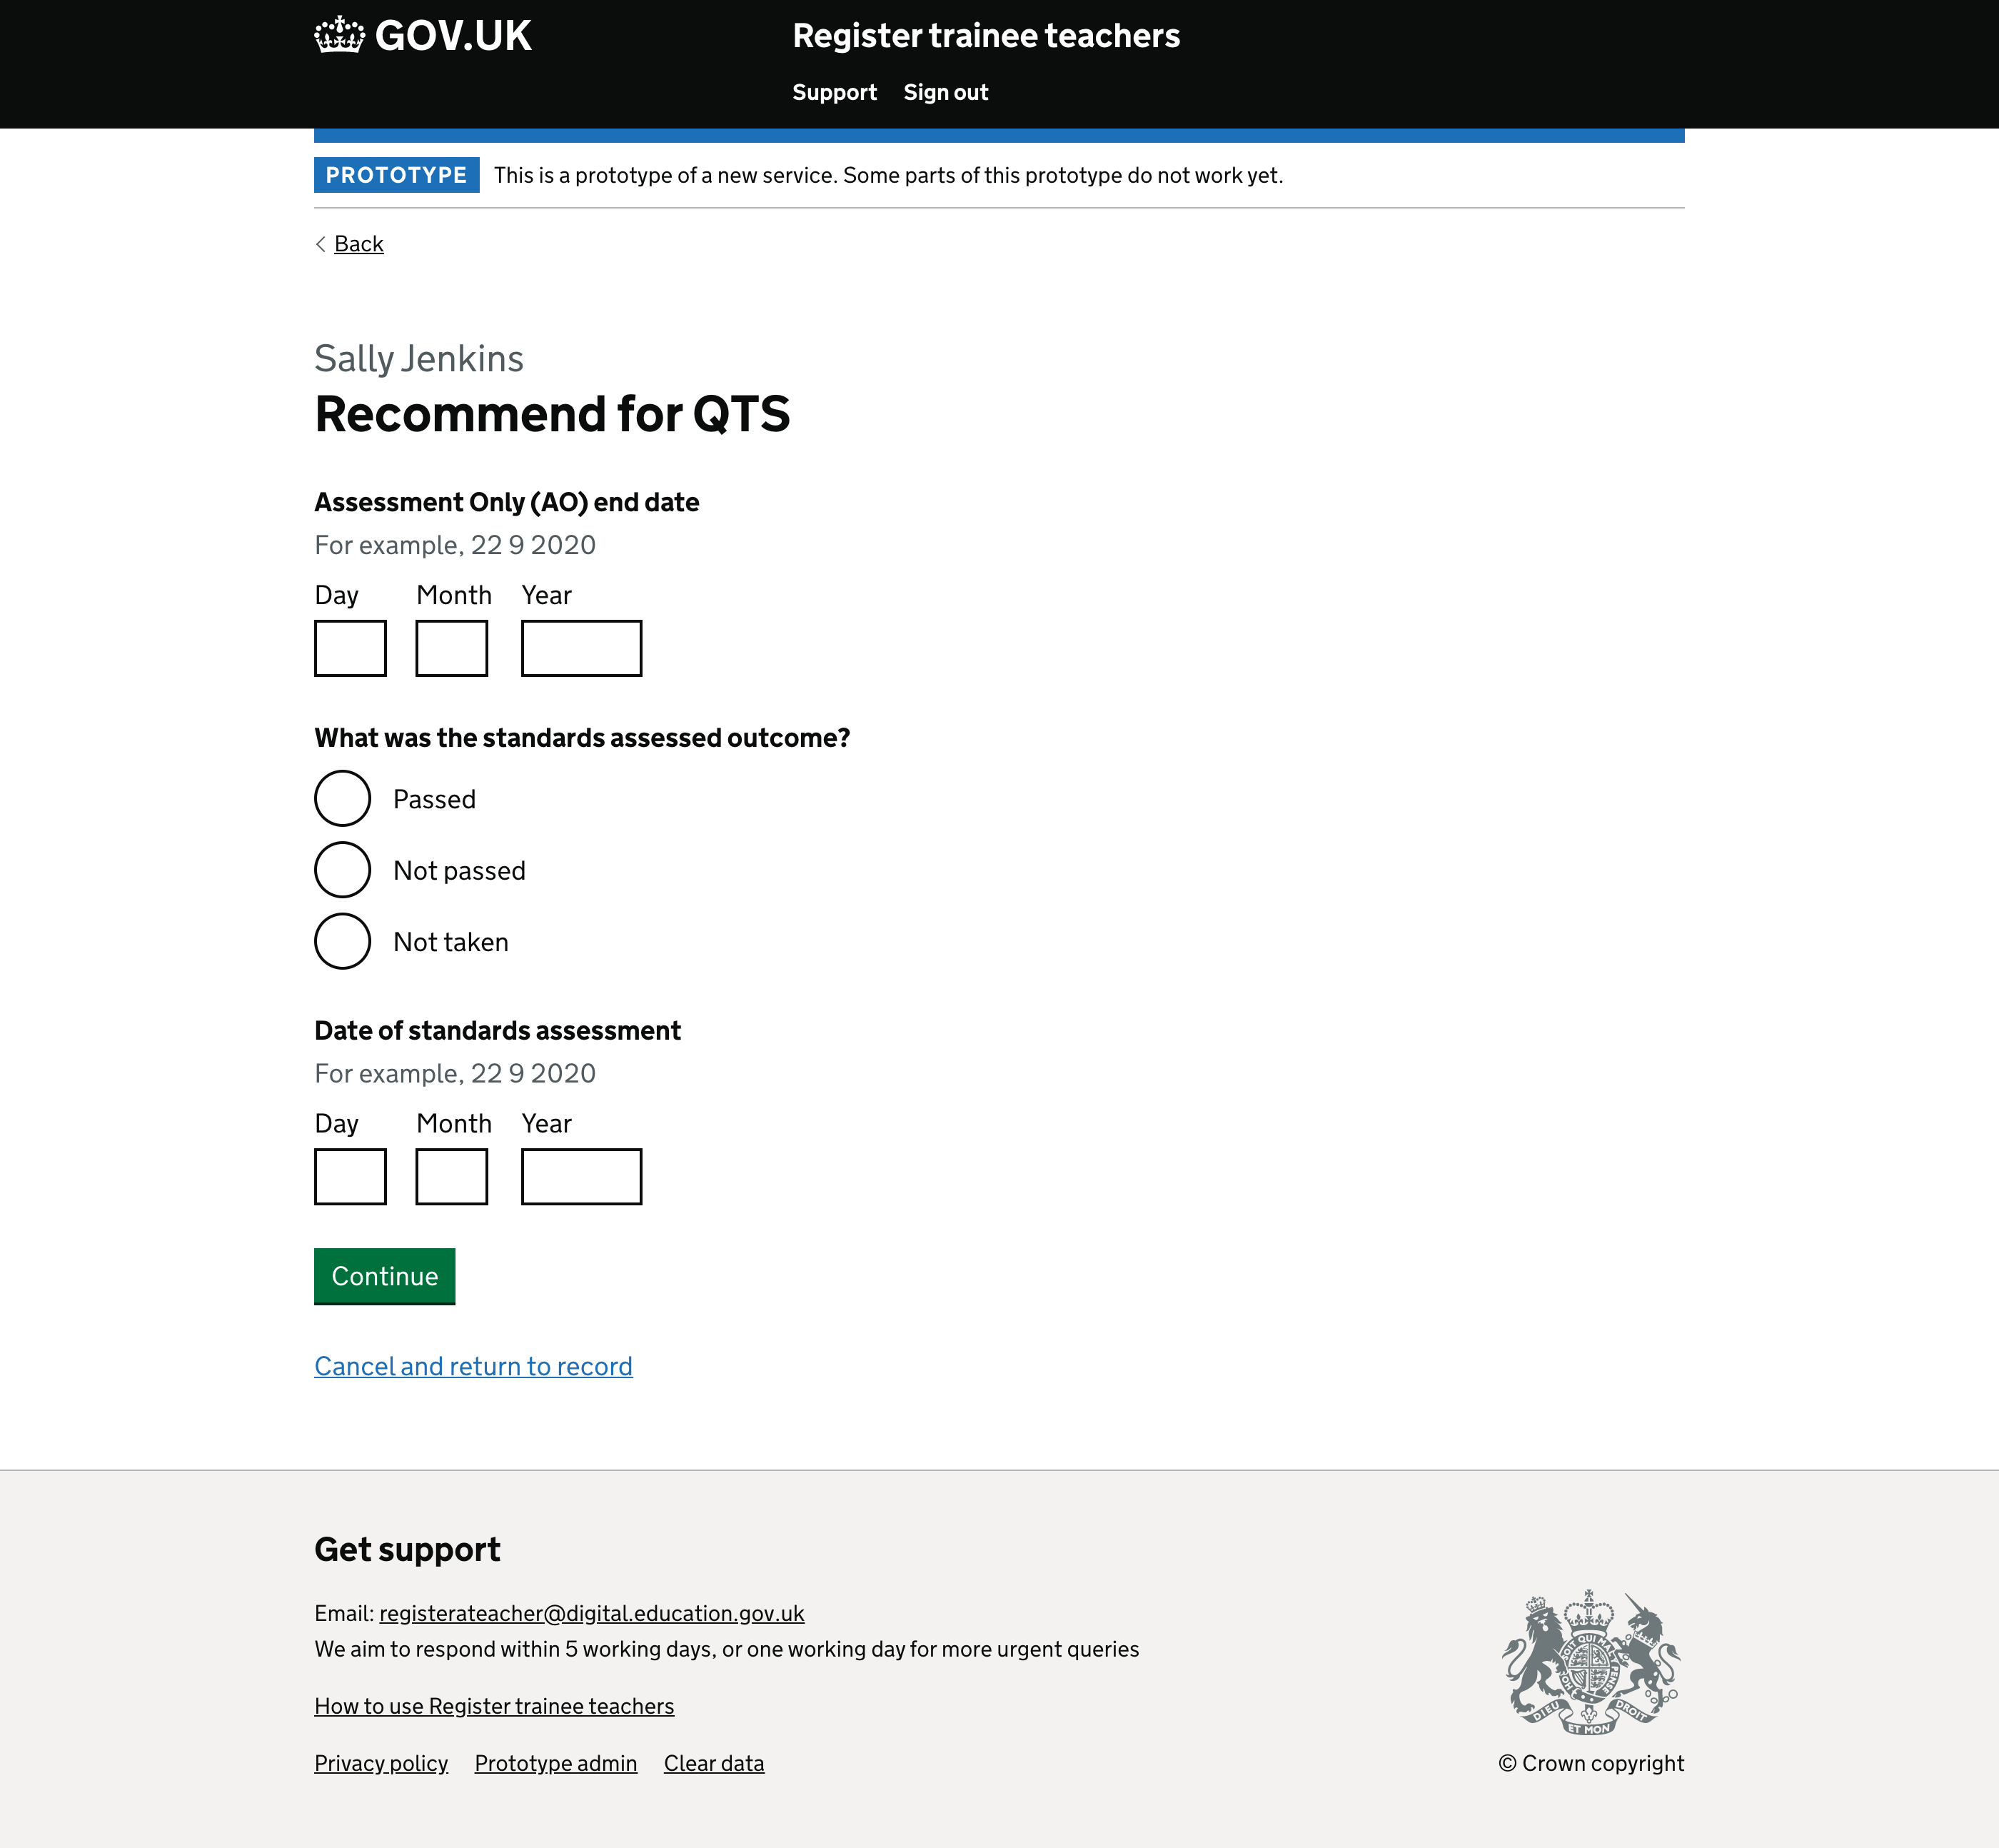 GOV.UK
Register trainee teachers
Support Sign out
PROTOTYPE This is a prototype of a new service. Some parts of this prototype do not work yet.
Back
Sally Jenkins
Recommend for QTS
Assessment Only (AO) end date
For example, 22 9 2020
Day Month Year
What was the standards assessed outcome?
Passed
Not passed
Not taken
Date of standards assessment
For example, 22 9 2020
Day Month Year
Continue
Cancel and return to record
Get support
Email: registerateacher@digital.education.gov.uk
We aim to respond within 5 working days, or one working day for more urgent queries
How to use Register trainee teachers
Privacy policy Prototype admin Clear data
DIEU ET MON DROIT
© Crown copyright